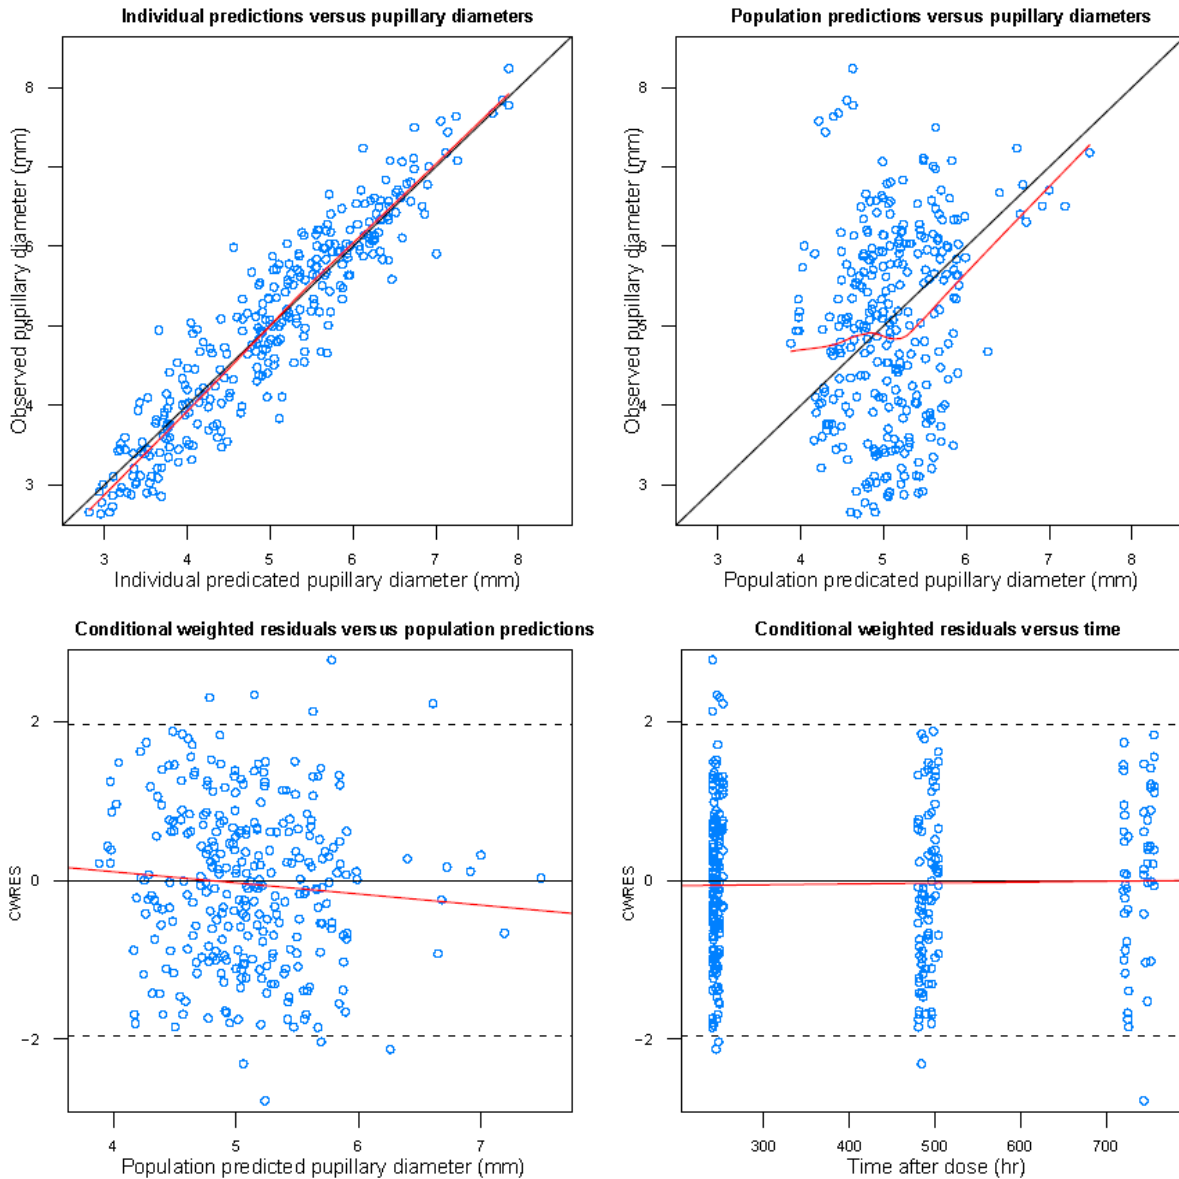 Individual predictions versus pupillary diameters
8
7
6
5
4
3
Observed pupillary diameter (mm)
3 4 5 6 7 8
Individual predicated pupillary diameter (mm)
Population predictions versus pupillary diameters
8
7
6
5
4
3
Observed pupillary diameter (mm)
3 4 5 6 7 8
Population predicated pupillary diameter (mm)
Conditional weighted residuals versus population predictions
2
0
−2
CWRES
4 5 6 7
Population predicted pupillary diameter (mm)
Conditional weighted residuals versus time
2
0
−2
CWRES
300 400 500 600 700
Time after dose (hr)